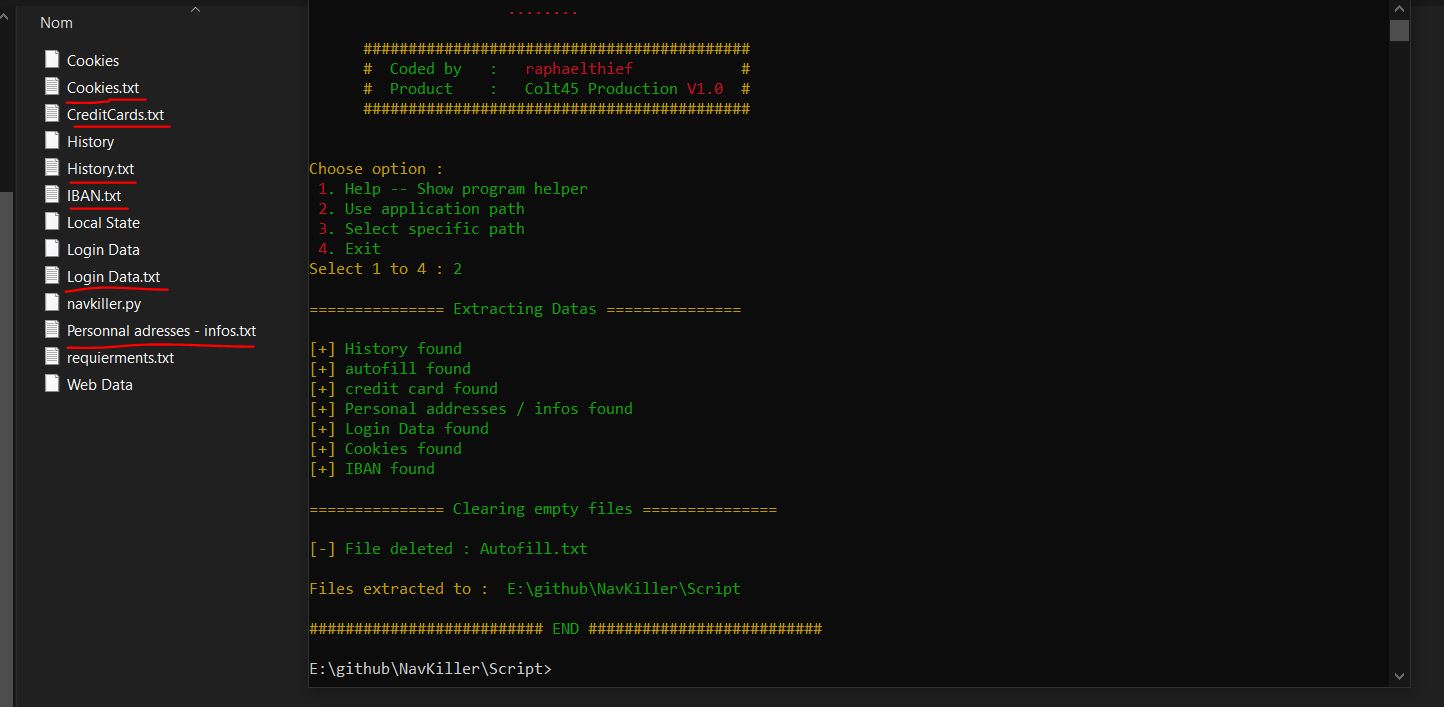 Nom
Cookies
Cookies.txt
CreditCards.txt
History
History.txt
IBAN.txt
Local State
Login Data
Login Data.txt
navkiller.py
Personnal adresses - infos.txt
requierments.txt
Web Data
........
###########################################
# Coded by : raphaelthief #
# Product : Colt45 Production V1.0 #
###########################################
Choose option :
1. Help -- Show program helper
2. Use application path
3. Select specific path
4. Exit
Select 1 to 4 : 2
=============== Extracting Datas ===============
[+] History found
[+] autofill found
[+] credit card found
[+] Personal addresses / infos found
[+] Login Data found
[+] Cookies found
[+] IBAN found
=============== Clearing empty files ===============
[-] File deleted : Autofill.txt
Files extracted to : E:\github\NavKiller\Script
########################## END ##########################
E:\github\NavKiller\Script>